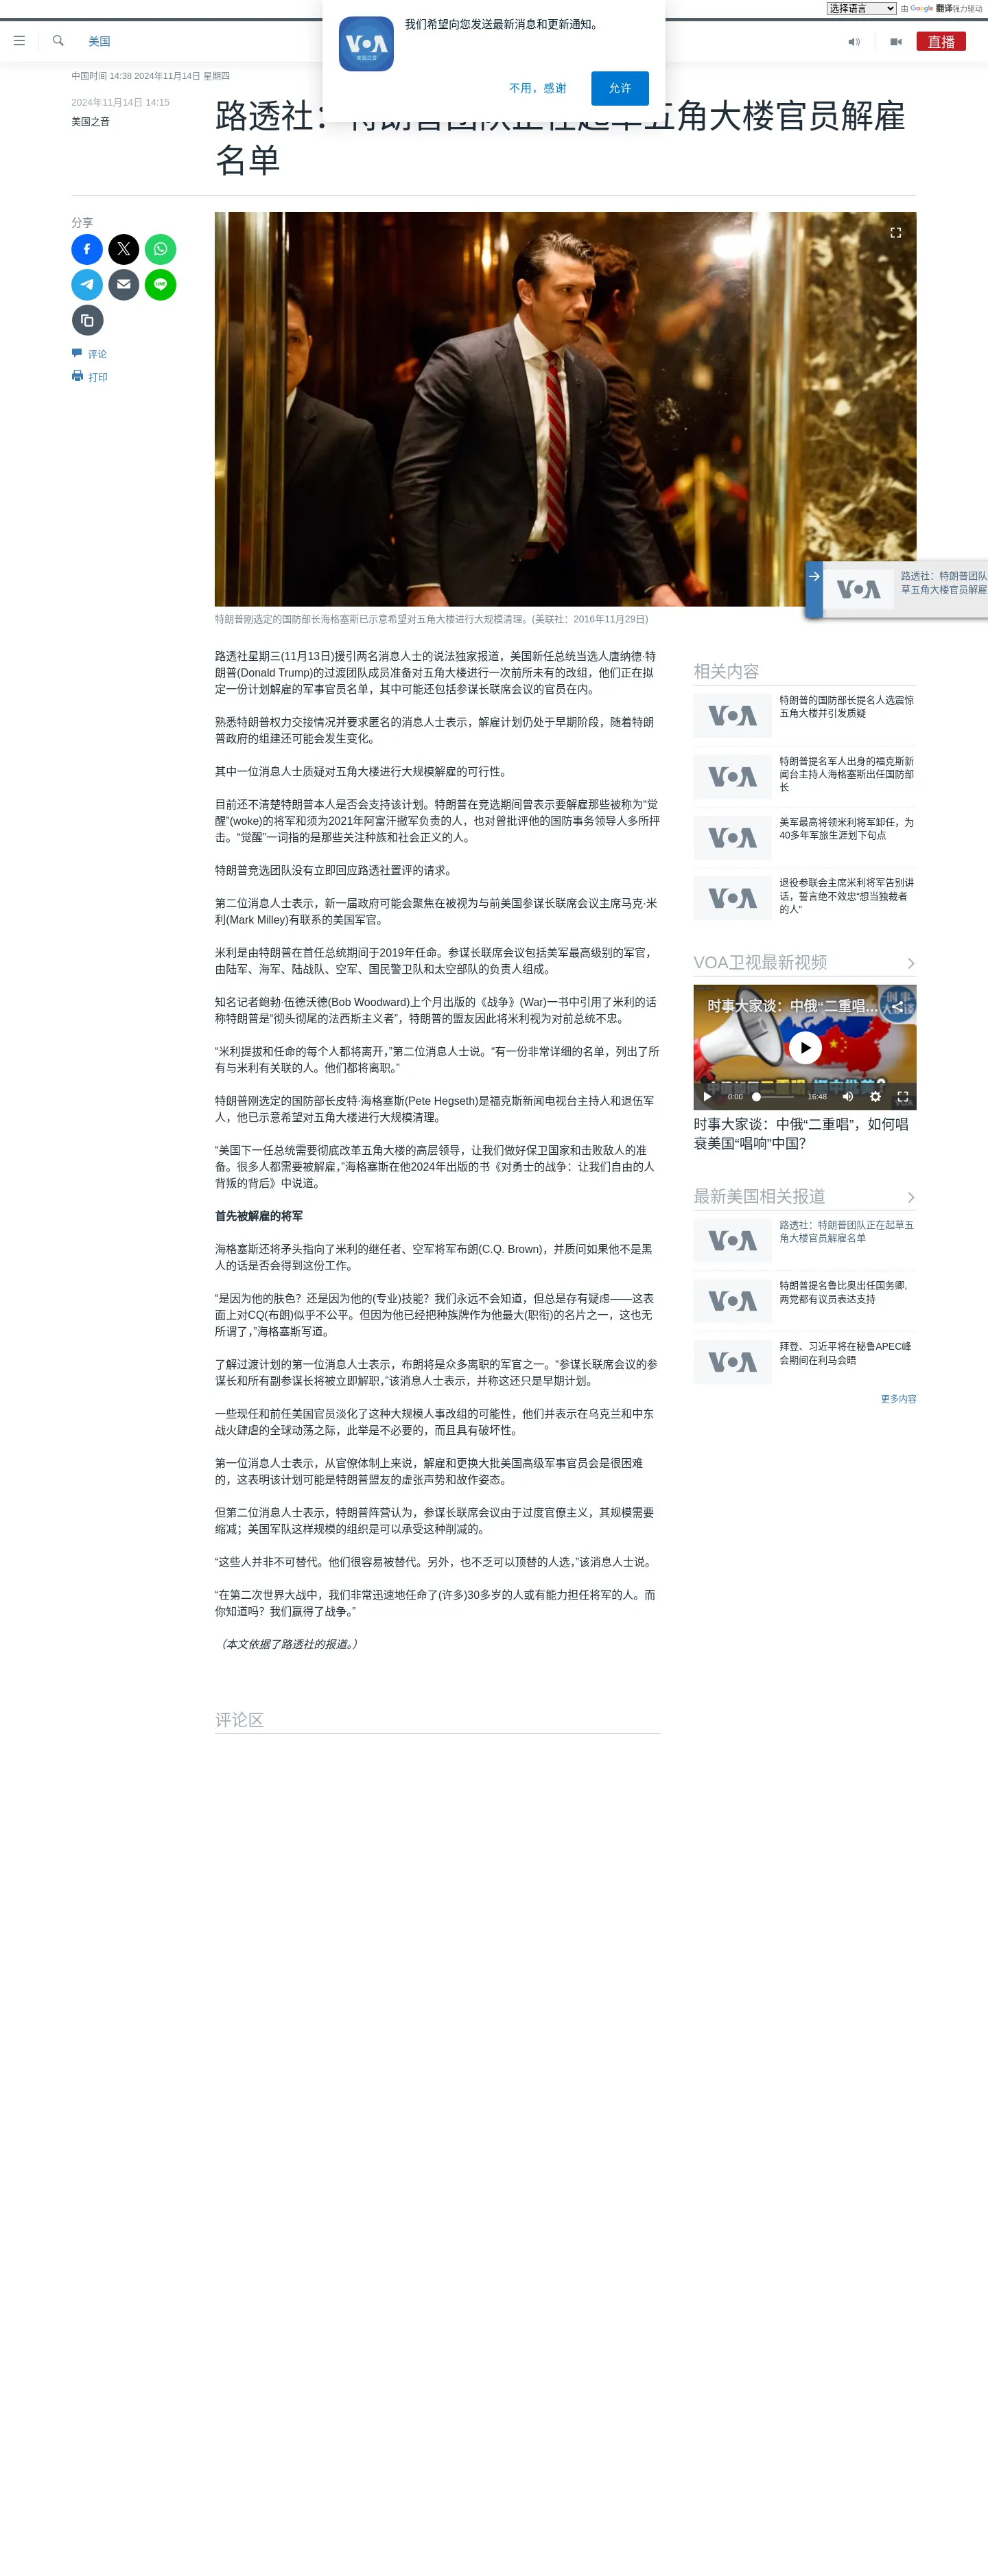 选择语言
由 Google 翻译强力驱动
我们希望向您发送最新消息和更新通知。
VOA
美国之音
不用，感谢
允许
美国
直播
中国时间 14:38 2024年11月14日 星期四
2024年11月14日 14:15
美国之音
路透社：特朗普团队正在起草五角大楼官员解雇
名单
分享
评论
打印
路透社：特朗普团队
草五角大楼官员解雇
特朗普刚选定的国防部长海格塞斯已示意希望对五角大楼进行大规模清理。(美联社：2016年11月29日)
路透社星期三(11月13日)援引两名消息人士的说法独家报道，美国新任总统当选人唐纳德·特
朗普(Donald Trump)的过渡团队成员准备对五角大楼进行一次前所未有的改组，他们正在拟
定一份计划解雇的军事官员名单，其中可能还包括参谋长联席会议的官员在内。
熟悉特朗普权力交接情况并要求匿名的消息人士表示，解雇计划仍处于早期阶段，随着特朗
普政府的组建还可能会发生变化。
其中一位消息人士质疑对五角大楼进行大规模解雇的可行性。
目前还不清楚特朗普本人是否会支持该计划。特朗普在竞选期间曾表示要解雇那些被称为“觉
醒”(woke)的将军和须为2021年阿富汗撤军负责的人，也对曾批评他的国防事务领导人多所抨
击。“觉醒”一词指的是那些关注种族和社会正义的人。
特朗普竞选团队没有立即回应路透社置评的请求。
第二位消息人士表示，新一届政府可能会聚焦在被视为与前美国参谋长联席会议主席马克·米
利(Mark Milley)有联系的美国军官。
米利是由特朗普在首任总统期间于2019年任命。参谋长联席会议包括美军最高级别的军官，
由陆军、海军、陆战队、空军、国民警卫队和太空部队的负责人组成。
知名记者鲍勃·伍德沃德(Bob Woodward)上个月出版的《战争》(War)一书中引用了米利的话
称特朗普是“彻头彻尾的法西斯主义者”，特朗普的盟友因此将米利视为对前总统不忠。
“米利提拔和任命的每个人都将离开，”第二位消息人士说。“有一份非常详细的名单，列出了所
有与米利有关联的人。他们都将离职。”
特朗普刚选定的国防部长皮特·海格塞斯(Pete Hegseth)是福克斯新闻电视台主持人和退伍军
人，他已示意希望对五角大楼进行大规模清理。
“美国下一任总统需要彻底改革五角大楼的高层领导，让我们做好保卫国家和击败敌人的准
备。很多人都需要被解雇，”海格塞斯在他2024年出版的书《对勇士的战争：让我们自由的人
背叛的背后》中说道。
首先被解雇的将军
海格塞斯还将矛头指向了米利的继任者、空军将军布朗(C.Q. Brown)，并质问如果他不是黑
人的话是否会得到这份工作。
“是因为他的肤色？还是因为他的(专业)技能？我们永远不会知道，但总是存有疑虑——这表
面上对CQ(布朗)似乎不公平。但因为他已经把种族牌作为他最大(职衔)的名片之一，这也无
所谓了，”海格塞斯写道。
了解过渡计划的第一位消息人士表示，布朗将是众多离职的军官之一。“参谋长联席会议的参
谋长和所有副参谋长将被立即解职，”该消息人士表示，并称这还只是早期计划。
一些现任和前任美国官员淡化了这种大规模人事改组的可能性，他们并表示在乌克兰和中东
战火肆虐的全球动荡之际，此举是不必要的，而且具有破坏性。
第一位消息人士表示，从官僚体制上来说，解雇和更换大批美国高级军事官员会是很困难
的，这表明该计划可能是特朗普盟友的虚张声势和故作姿态。
但第二位消息人士表示，特朗普阵营认为，参谋长联席会议由于过度官僚主义，其规模需要
缩减；美国军队这样规模的组织是可以承受这种削减的。
“这些人并非不可替代。他们很容易被替代。另外，也不乏可以顶替的人选，”该消息人士说。
“在第二次世界大战中，我们非常迅速地任命了(许多)30多岁的人或有能力担任将军的人。而
你知道吗？我们赢得了战争。”
（本文依据了路透社的报道。）
评论区
相关内容
特朗普的国防部长提名人选震惊
五角大楼并引发质疑
特朗普提名军人出身的福克斯新
闻台主持人海格塞斯出任国防部
长
美军最高将领米利将军卸任，为
40多年军旅生涯划下句点
退役参联会主席米利将军告别讲
话，誓言绝不效忠“想当独裁者
的人”
VOA卫视最新视频
时事大家谈：中俄“二重唱...
0:00
16:48
时事大家谈：中俄“二重唱”，如何唱
衰美国“唱响”中国？
最新美国相关报道
路透社：特朗普团队正在起草五
角大楼官员解雇名单
特朗普提名鲁比奥出任国务卿,
两党都有议员表达支持
拜登、习近平将在秘鲁APEC峰
会期间在利马会晤
更多内容